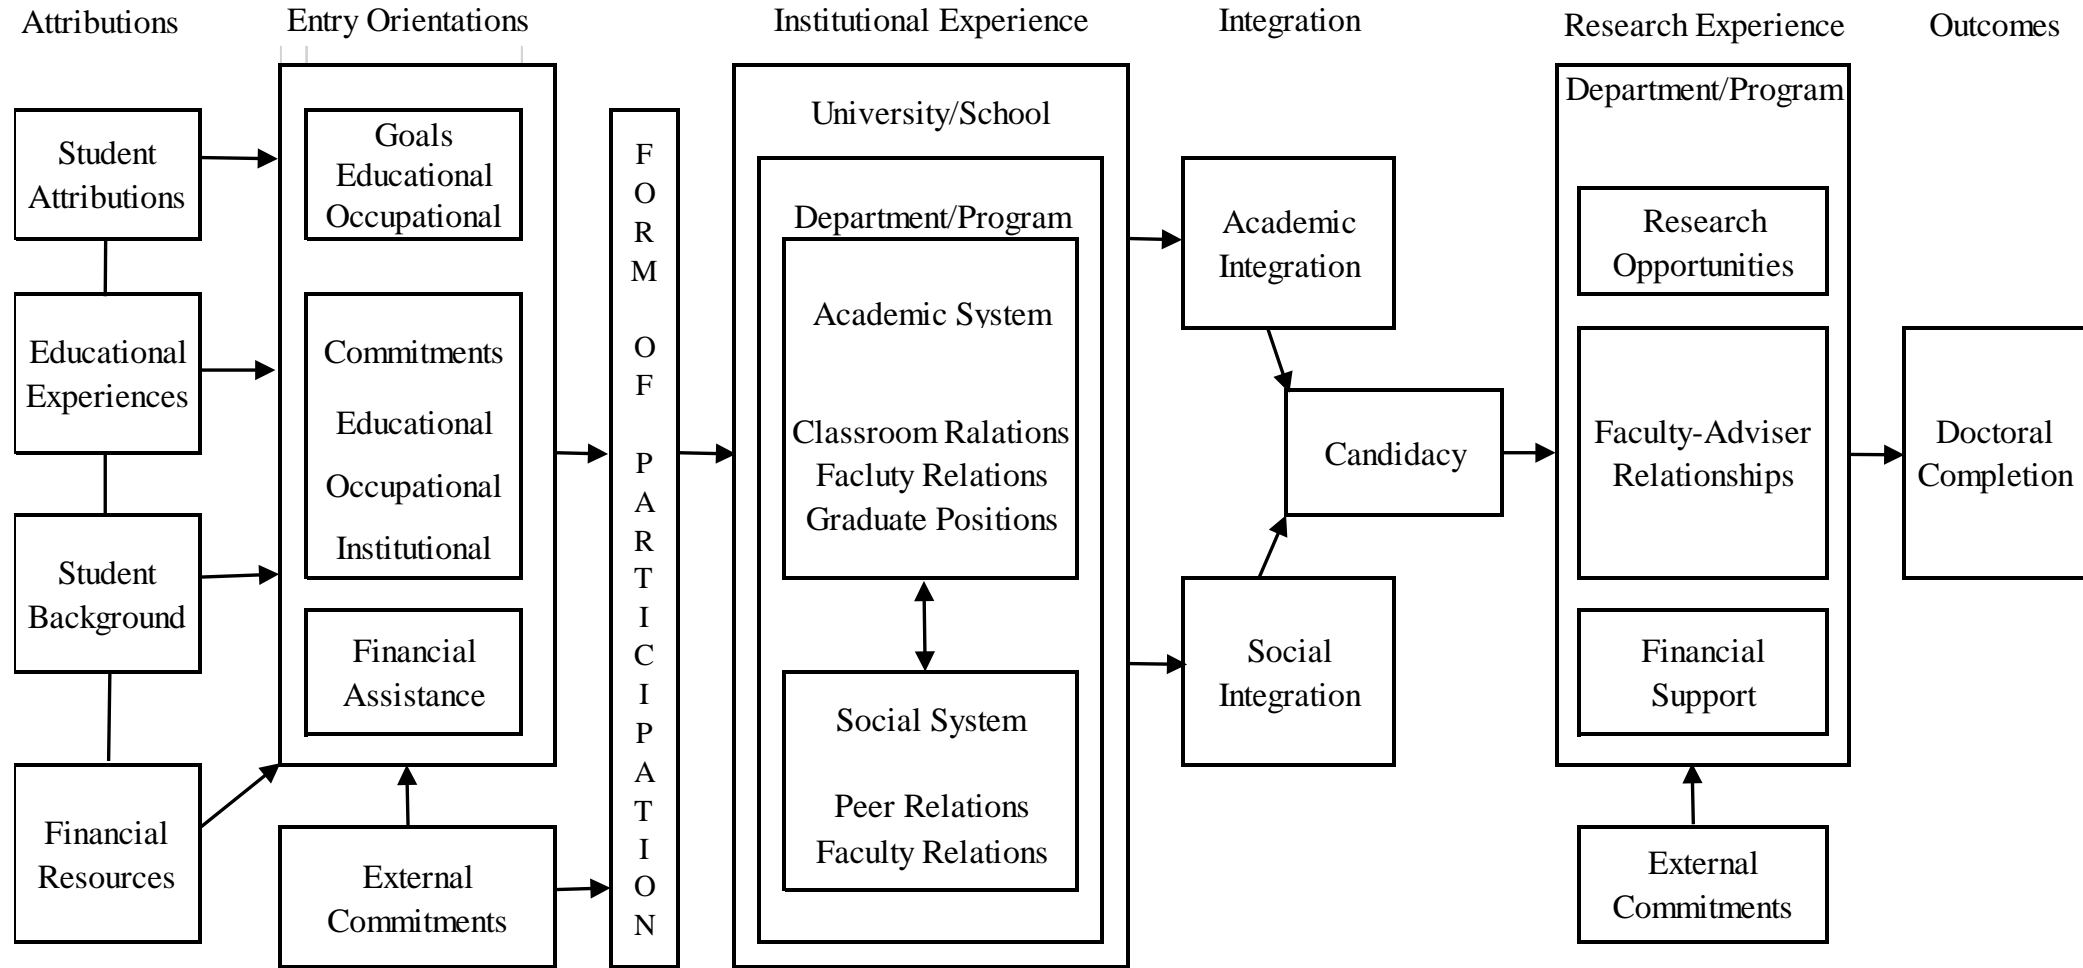 Attributions
Entry Orientations
Institutional Experience
Integration
Research Experience
Outcomes
Student
Attributions
Educational
Experiences
Student
Background
Financial
Resources
Goals
Educational
Occupational
Commitments
Educational
Occupational
Institutional
Financial
Assistance
External
Commitments
FORM OF PARTICIPATION
University/School
Department/Program
Academic System
Classroom Ralations
Facluty Relations
Graduate Positions
Social System
Peer Relations
Faculty Relations
Academic
Integration
Social
Integration
Candidacy
Department/Program
Research
Opportunities
Faculty-Adviser
Relationships
Financial
Support
External
Commitments
Doctoral
Completion